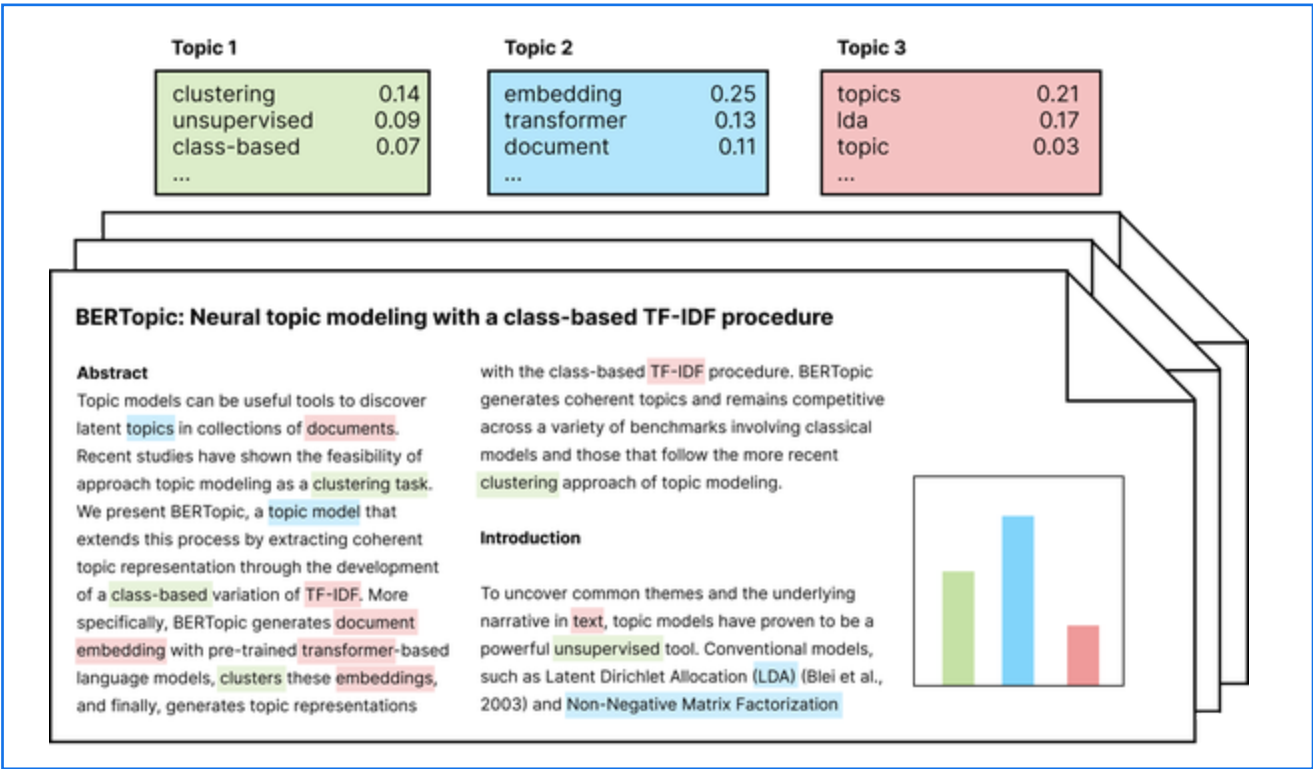 Topic 1
clustering 0.14
unsupervised 0.09
class-based 0.07
...
Topic 2
embedding 0.25
transformer 0.13
document 0.11
...
Topic 3
topics 0.21
lda 0.17
topic 0.03
...
BERTopic: Neural topic modeling with a class-based TF-IDF procedure
Abstract
Topic models can be useful tools to discover
latent topics in collections of documents.
Recent studies have shown the feasibility of
approach topic modeling as a clustering task.
We present BERTopic, a topic model that
extends this process by extracting coherent
topic representation through the development
of a class-based variation of TF-IDF. More
specifically, BERTopic generates document
embedding with pre-trained transformer-based
language models, clusters these embeddings,
and finally, generates topic representations
with the class-based TF-IDF procedure. BERTopic
generates coherent topics and remains competitive
across a variety of benchmarks involving classical
models and those that follow the more recent
clustering approach of topic modeling.
Introduction
To uncover common themes and the underlying
narrative in text, topic models have proven to be a
powerful unsupervised tool. Conventional models,
such as Latent Dirichlet Allocation (LDA) (Blei et al.,
2003) and Non-Negative Matrix Factorization